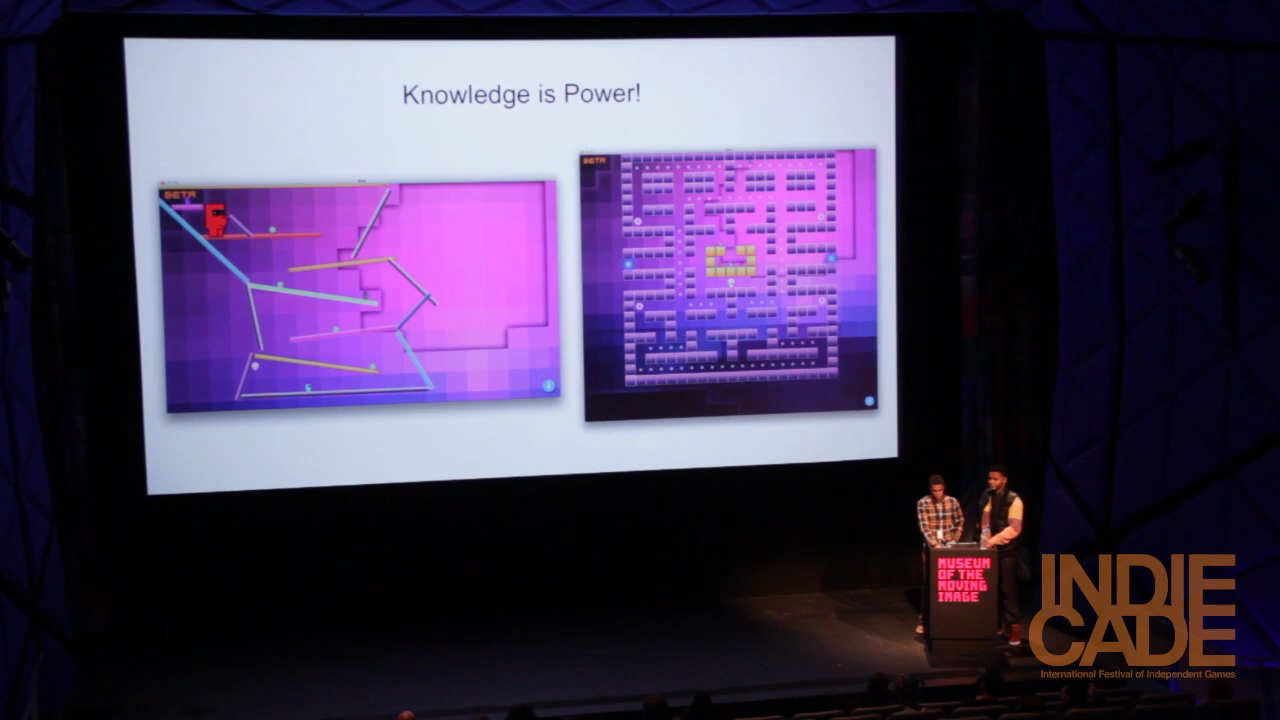 Knowledge is Power!
BETA
BETA
MUSEUM
OF THE
MOVING
IMAGE
INDIE
CADE
International Festival of Independent Games